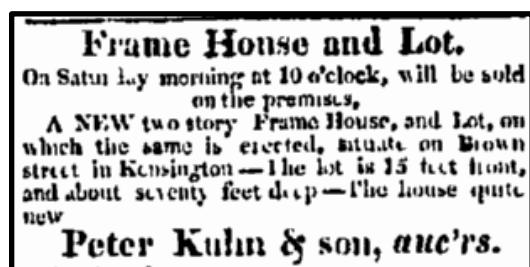 Frame House and Lot.
On Saturday morning at 10 o'clock, will be sold
on the premises,
A NEW two story Frame House, and Lot, on
which the same is erected, situate on Brown
street in Kensington—The lot is 15 feet front,
and about seventy feet deep—The house quite
new
Peter Kuhn & son, auc'rs.